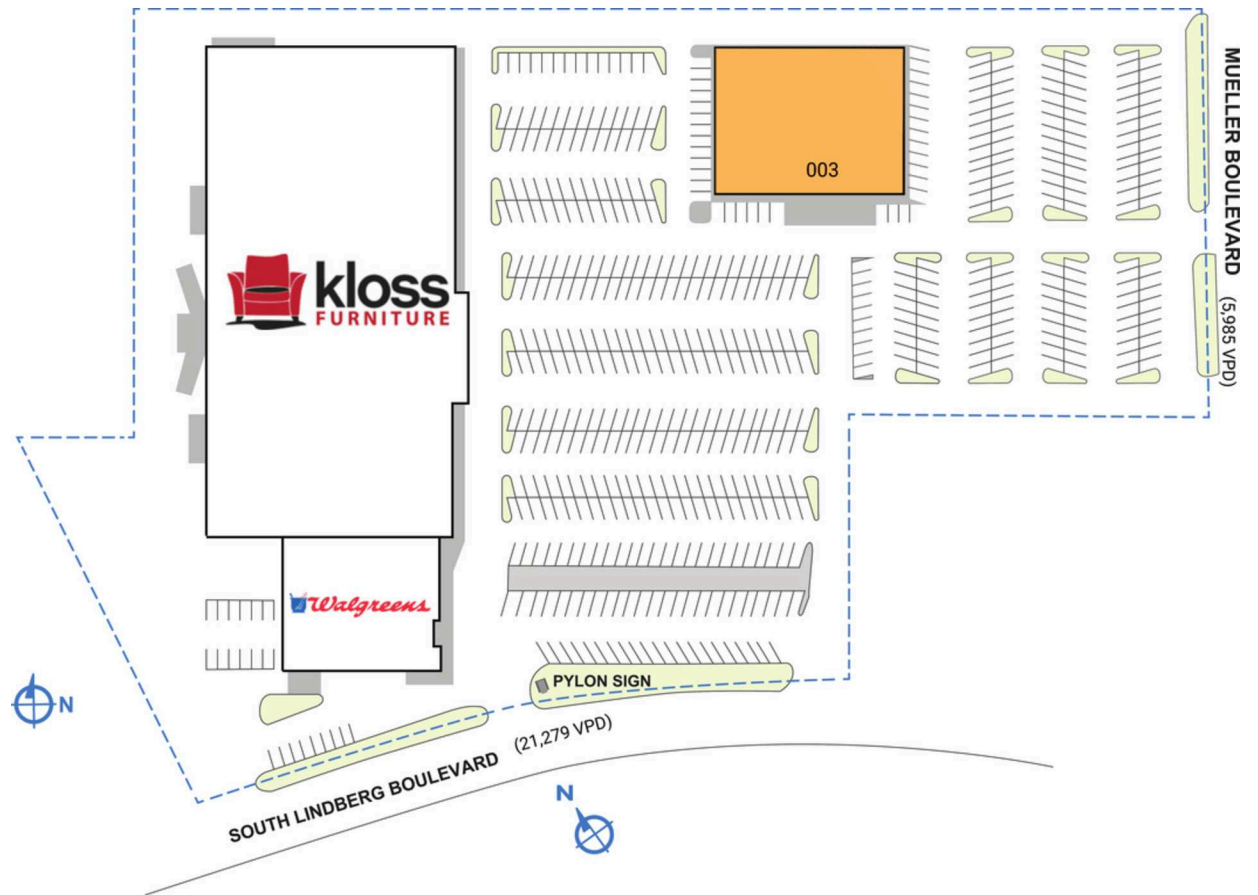 003
MUELLER BOULEVARD
(5,985 VPD)
kloss
FURNITURE
Walgreens
N
PYLON SIGN
(21,279 VPD)
SOUTH LINDBERG BOULEVARD
N